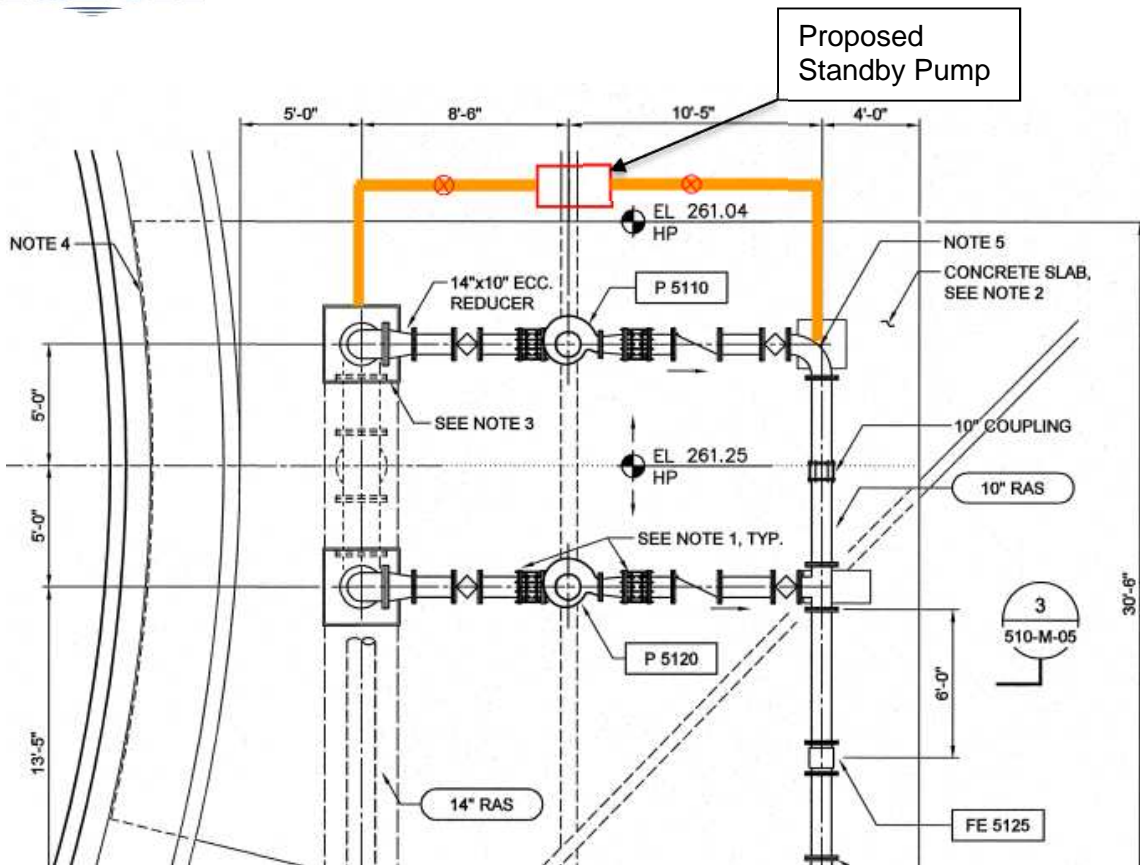 Proposed
Standby Pump
5'-0"
8'-6"
10'-5"
4'-0"
EL 261.04
HP
NOTE 4
NOTE 5
14"x10" ECC.
REDUCER
P 5110
CONCRETE SLAB,
SEE NOTE 2
5'-0"
SEE NOTE 3
10" COUPLING
EL 261.25
HP
10" RAS
5'-0"
SEE NOTE 1, TYP.
30'-6"
3
510-M-05
P 5120
6'-0"
13'-5"
14" RAS
FE 5125